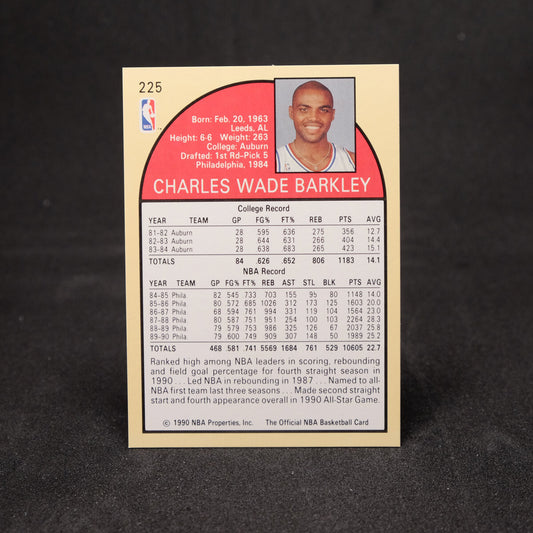 225
NBA
Born: Feb. 20, 1963
Leeds, AL
Height: 6-6 Weight: 263
College: Auburn
Drafted: 1st Rd-Pick 5
Philadelphia, 1984
CHARLES WADE BARKLEY
College Record
YEAR TEAM GP FG% FT% REB PTS AVG
81-82 Auburn 28 595 636 275 356 12.7
82-83 Auburn 28 644 631 266 404 14.4
83-84 Auburn 28 638 683 265 423 15.1
TOTALS 84 .626 .652 806 1183 14.1
NBA Record
YEAR TEAM GP FG% FT% REB AST STL BLK PTS AVG
84-85 Phila. 82 545 733 703 155 95 80 1148 14.0
85-86 Phila. 80 572 685 1026 312 173 125 1603 20.0
86-87 Phila. 68 594 761 994 331 119 104 1564 23.0
87-88 Phila. 80 587 751 951 254 100 103 2264 28.3
88-89 Phila. 79 579 753 986 325 126 67 2037 25.8
89-90 Phila. 79 600 749 909 307 148 50 1989 25.2
TOTALS 468 .581 .741 5569 1684 761 529 10605 22.7
Ranked high among NBA leaders in scoring, rebounding
and field goal percentage for fourth straight season in
1990 . . . Led NBA in rebounding in 1987 . . . Named to all-
NBA first team last three seasons . . . Made second straight
start and fourth appearance overall in 1990 All-Star Game.
© 1990 NBA Properties, Inc. The Official NBA Basketball Card